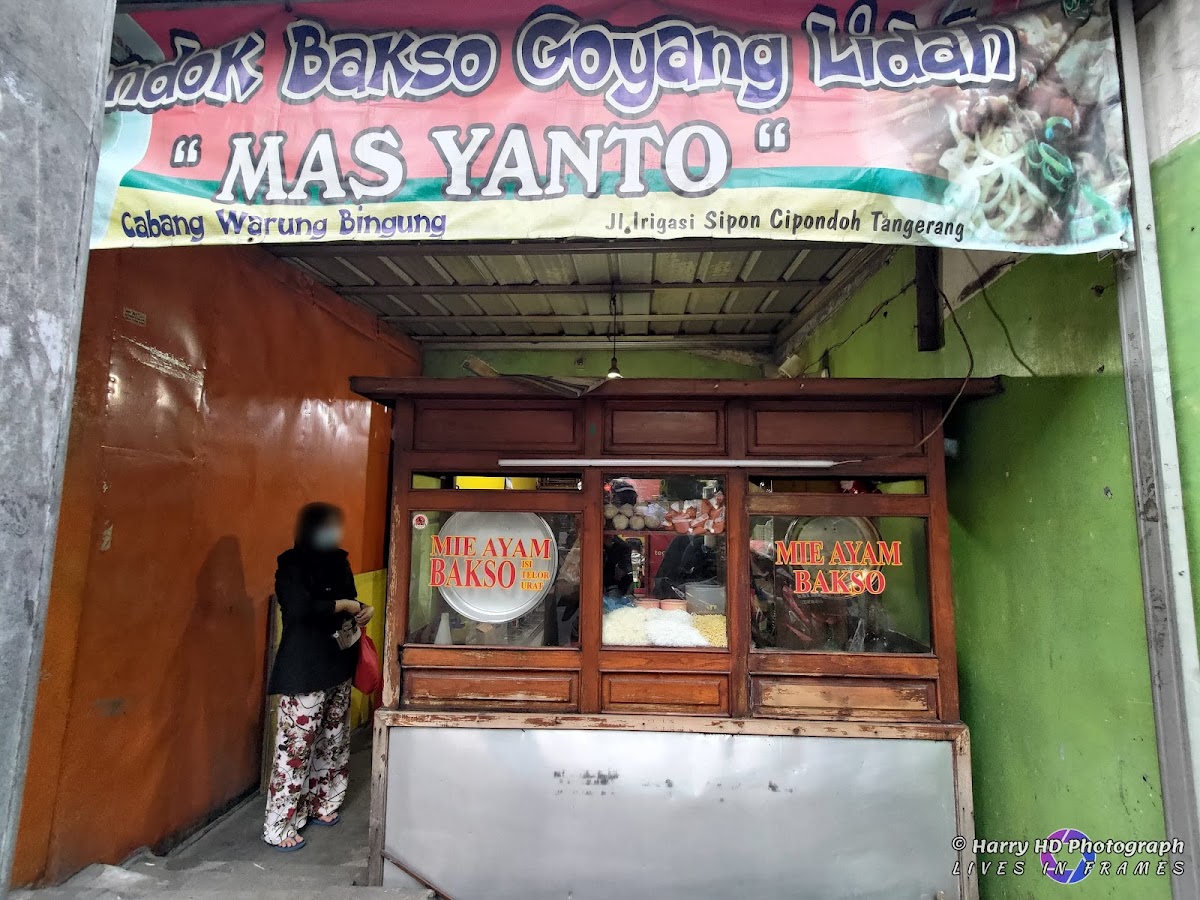 ndok Bakso Goyang Lidah
“ MAS YANTO “
Cabang Warung Bingung
Jl.Irigasi Sipon Cipondoh Tangerang
MIE AYAM
BAKSO
ISI
TELOR
URAT
MIE AYAM
BAKSO
© Harry HD Photograph
LIVES IN FRAMES